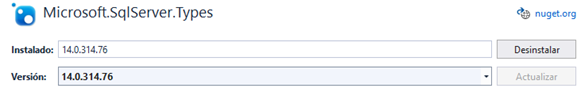 Microsoft.SqlServer.Types
nuget.org
Instalado: 14.0.314.76 Desinstalar
Versión: 14.0.314.76 Actualizar